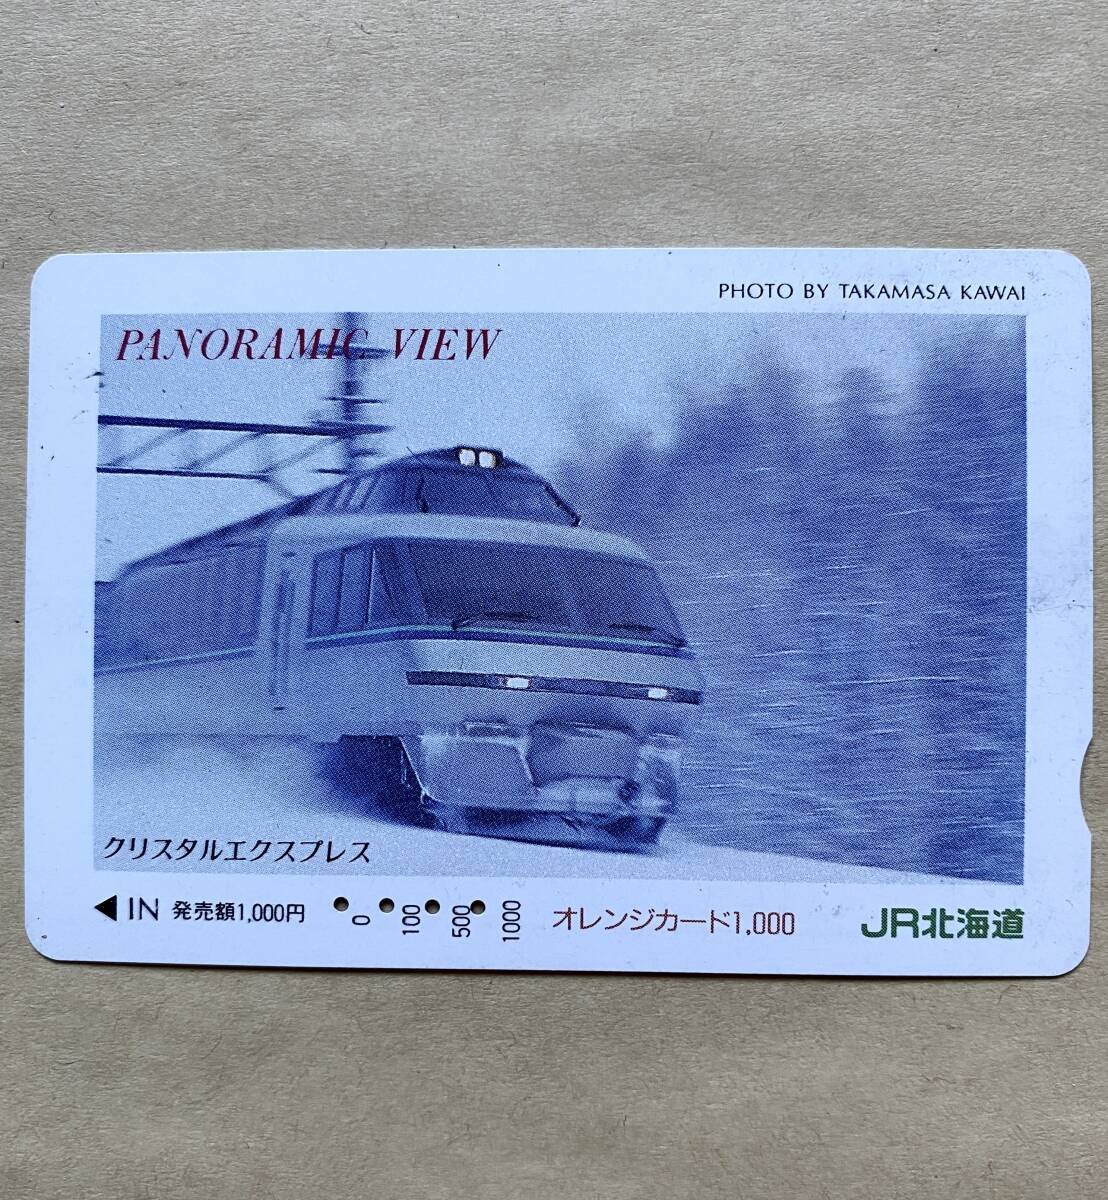 PHOTO BY TAKAMASA KAWAI
PANORAMIC VIEW
クリスタルエクスプレス
◀IN 発売額1,000円 0 100 500 1000 オレンジカード1,000 JR北海道